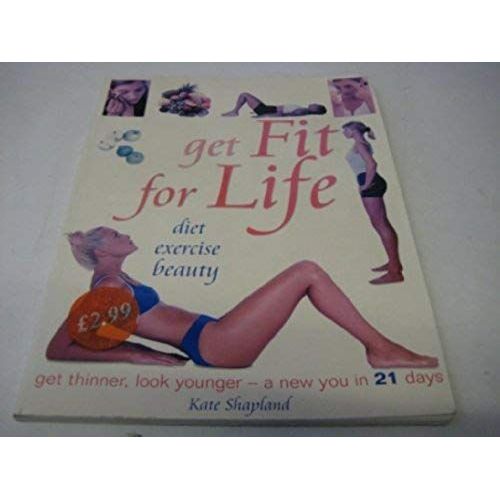 get Fit
for Life
diet
exercise
beauty
£2.99
get thinner, look younger – a new you in 21 days
Kate Shapland